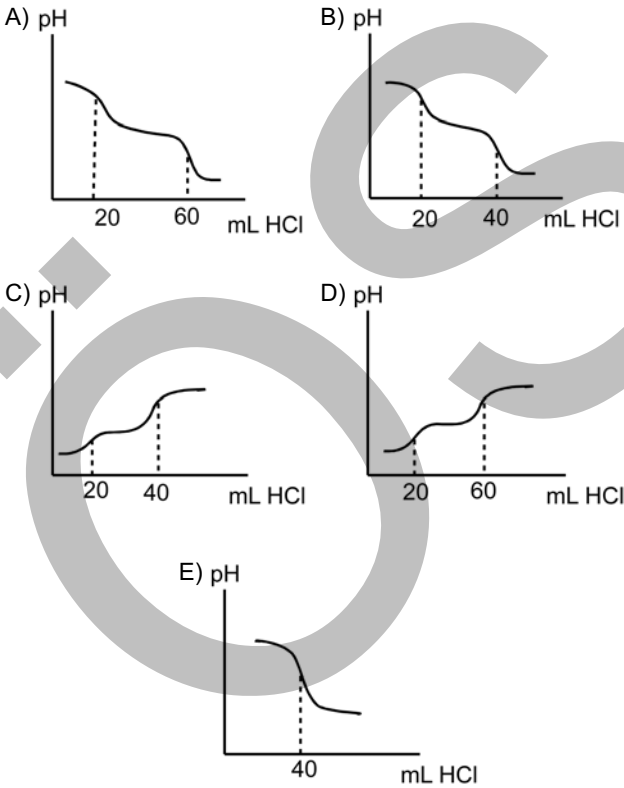 A) pH
20 60 mL HCl
B) pH
20 40 mL HCl
C) pH
20 40 mL HCl
D) pH
20 60 mL HCl
E) pH
40 mL HCl